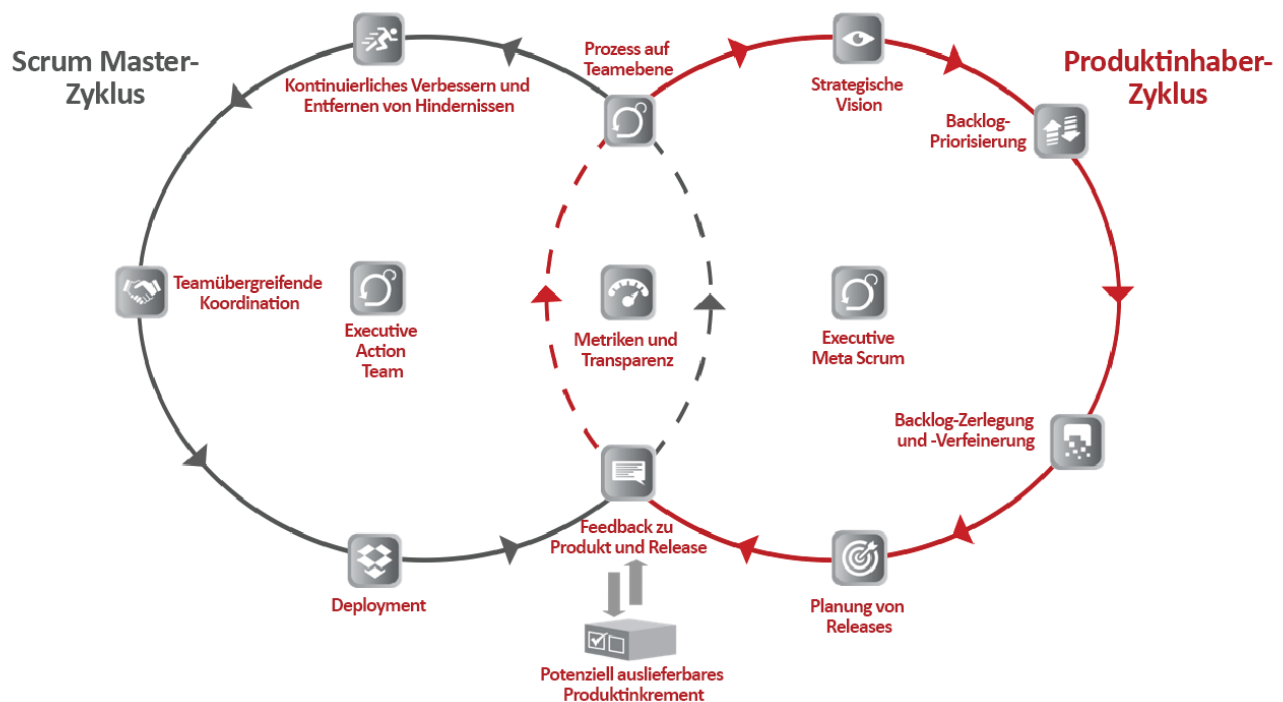 Scrum Master-
Zyklus
Kontinuierliches Verbessern und
Entfernen von Hindernissen
Prozess auf
Teamebene
Strategische
Vision
Produktinhaber-
Zyklus
Backlog-
Priorisierung
Teamübergreifende
Koordination
Executive
Action
Team
Metriken und
Transparenz
Executive
Meta Scrum
Backlog-Zerlegung
und -Verfeinerung
Feedback zu
Produkt und Release
Deployment
Planung von
Releases
Potenziell auslieferbares
Produktinkrement